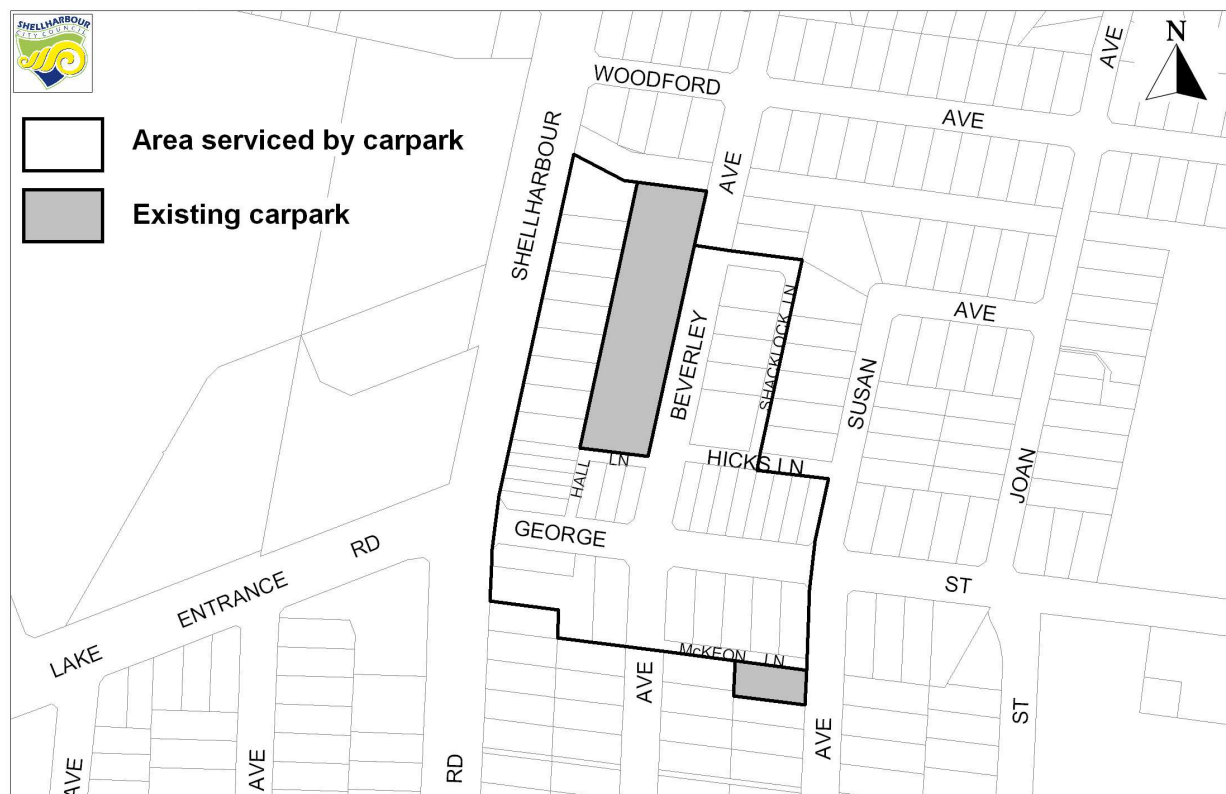 SHELLHARBOUR
CITY COUNCIL
N
Area serviced by carpark
Existing carpark
WOODFORD
AVE
AVE
SHELLHARBOUR
AVE
AVE
BEVERLEY
SHACKLOCK LN
SUSAN
HALL
LN
HICKS LN
JOAN
GEORGE
RD
ENTRANCE
LAKE
ST
McKEON LN
AVE
AVE
ST
AVE
AVE
RD